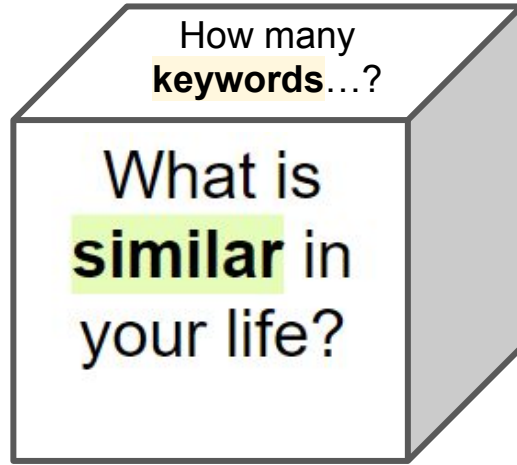 How many
keywords…?
What is
similar in
your life?